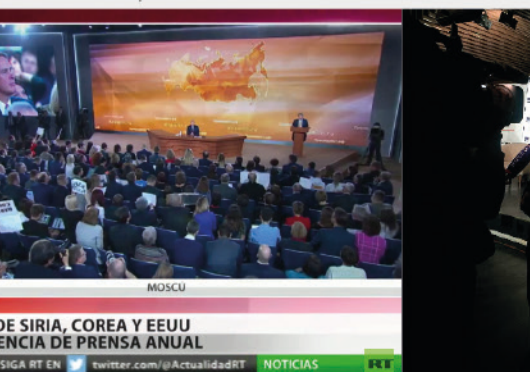 MOSCÚ
DE SIRIA, COREA Y EEUU
ENCIA DE PRENSA ANUAL
SIGA RT EN twitter.com/@ActualidadRT NOTICIAS RT